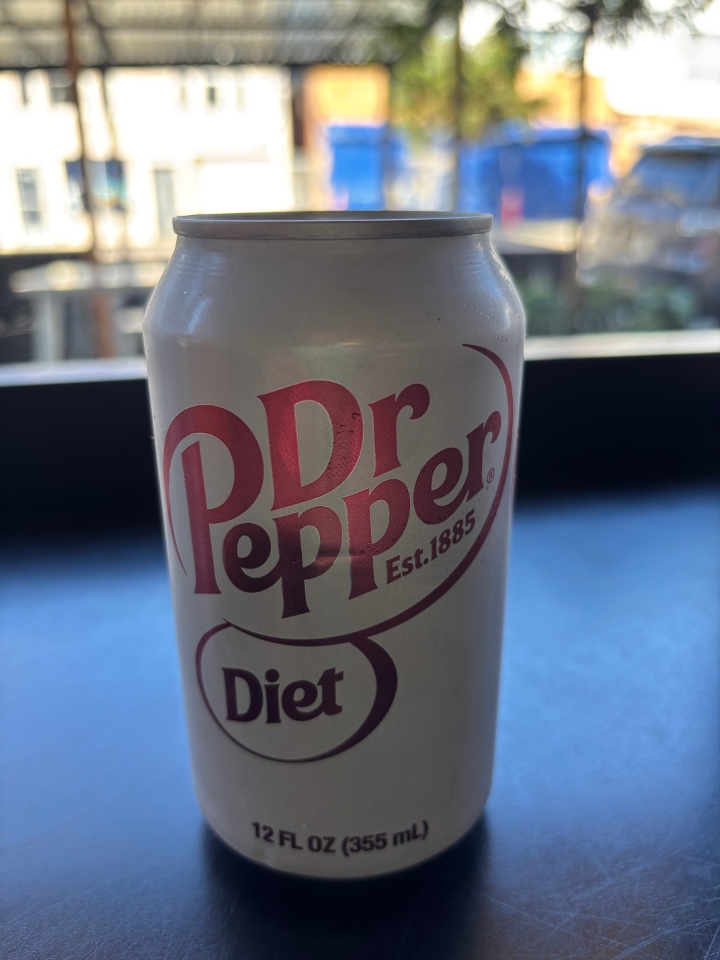 Dr
Pepper®
Est.1885
Diet
12 FL OZ (355 mL)